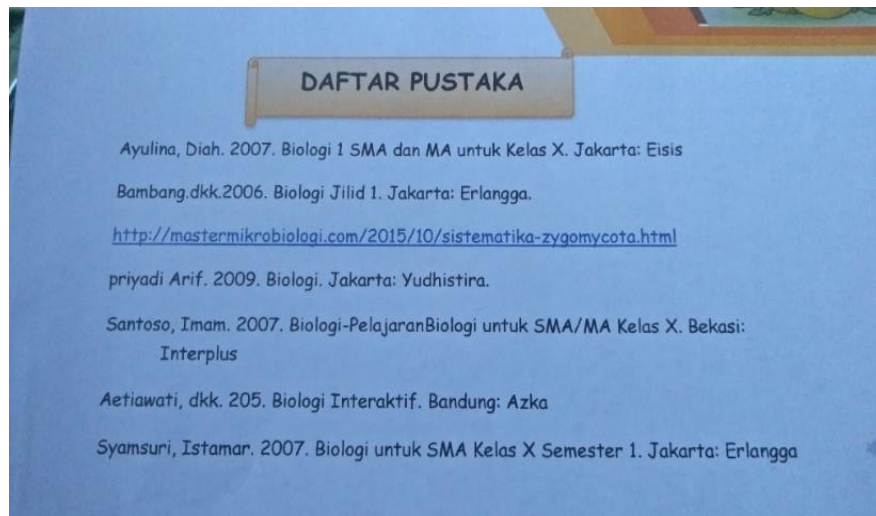 DAFTAR PUSTAKA
Ayulina, Diah. 2007. Biologi 1 SMA dan MA untuk Kelas X. Jakarta: Eisis
Bambang.dkk.2006. Biologi Jilid 1. Jakarta: Erlangga.
http://mastermikrobiologi.com/2015/10/sistematika-zygomycota.html
priyadi Arif. 2009. Biologi. Jakarta: Yudhistira.
Santoso, Imam. 2007. Biologi-PelajaranBiologi untuk SMA/MA Kelas X. Bekasi:
Interplus
Aetiawati, dkk. 205. Biologi Interaktif. Bandung: Azka
Syamsuri, Istamar. 2007. Biologi untuk SMA Kelas X Semester 1. Jakarta: Erlangga